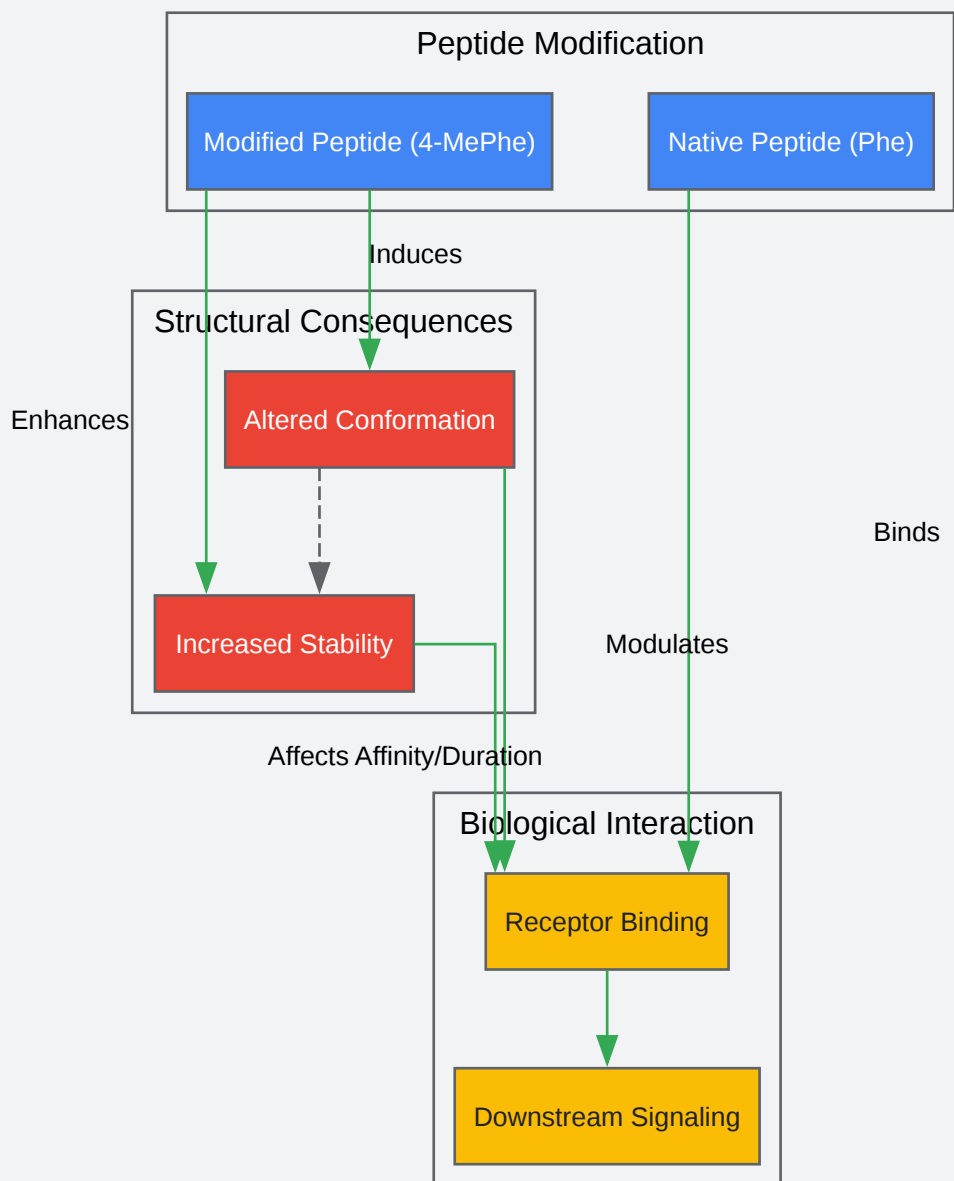 Peptide Modification
Modified Peptide (4-MePhe)
Native Peptide (Phe)
Induces
Structural Consequences
Enhances
Altered Conformation
Binds
Increased Stability
Modulates
Affects Affinity/Duration
Biological Interaction
Receptor Binding
Downstream Signaling